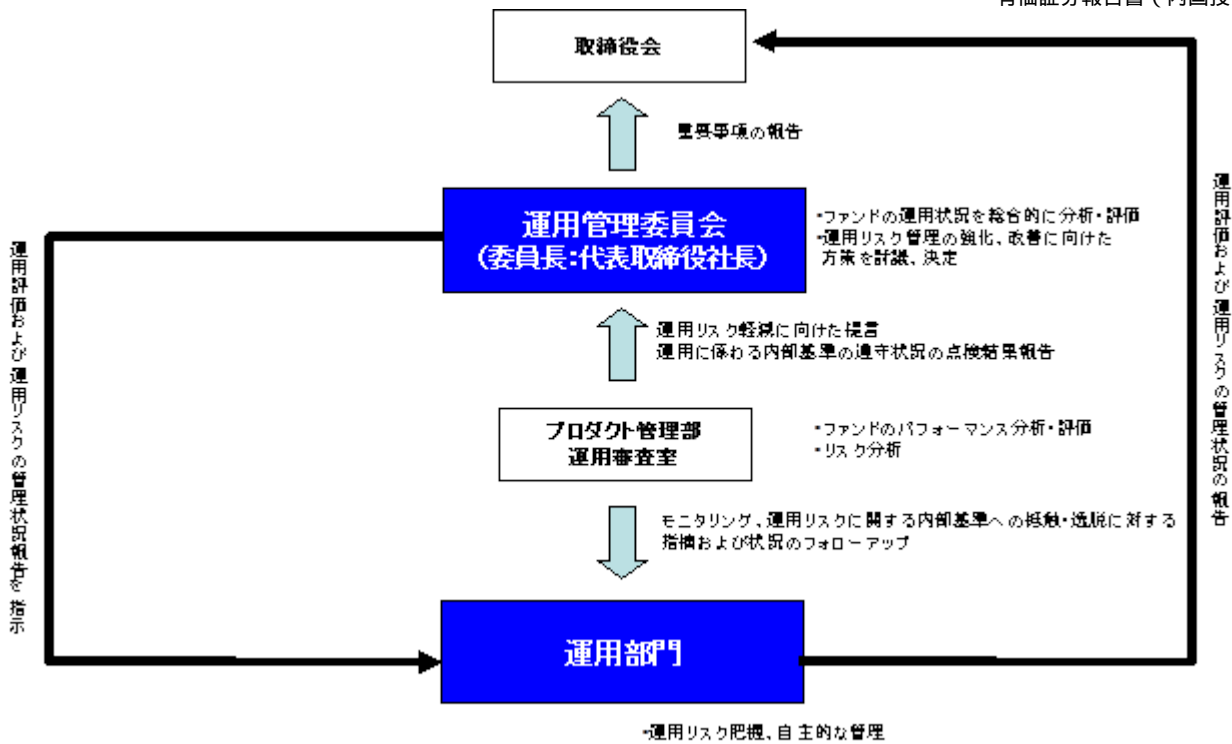 有価証券報告書(内国投
取締役会
重要事項の報告
運用管理委員会
(委員長:代表取締役社長)
・ファンドの運用状況を総合的に分析・評価
・運用リスク管理の強化、改善に向けた
方策を討議、決定
運用リスク軽減に向けた提言
運用に係わる内部基準の遵守状況の点検結果報告
プロダクト管理部
運用審査室
・ファンドのパフォーマンス分析・評価
・リスク分析
モニタリング、運用リスクに関する内部基準への抵触・逸脱に対する
指摘および状況のフォローアップ
運用部門
・運用リスク把握、自主的な管理
運用評価および運用リスクの管理状況報告を指示
運用評価および運用リスクの管理状況の報告